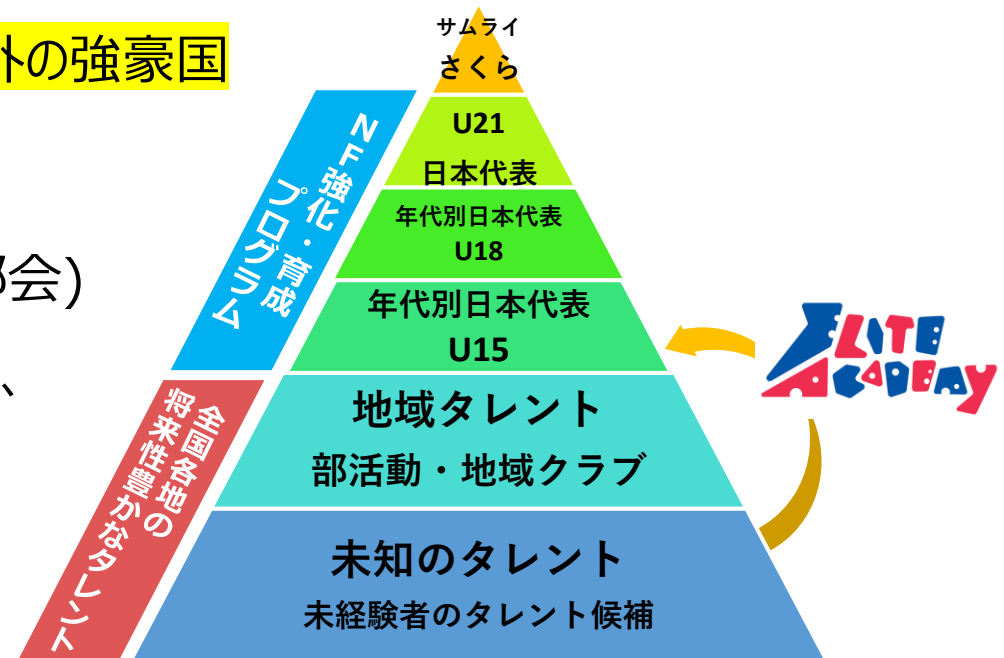 外の強豪国
部会)
、
サムライ
さくら
U21
日本代表
年代別日本代表
U18
年代別日本代表
U15
地域タレント
部活動・地域クラブ
未知のタレント
未経験者のタレント候補
NF強化・育成
プログラム
全国各地の
将来性豊かなタレント
ELITE
ACADEMY